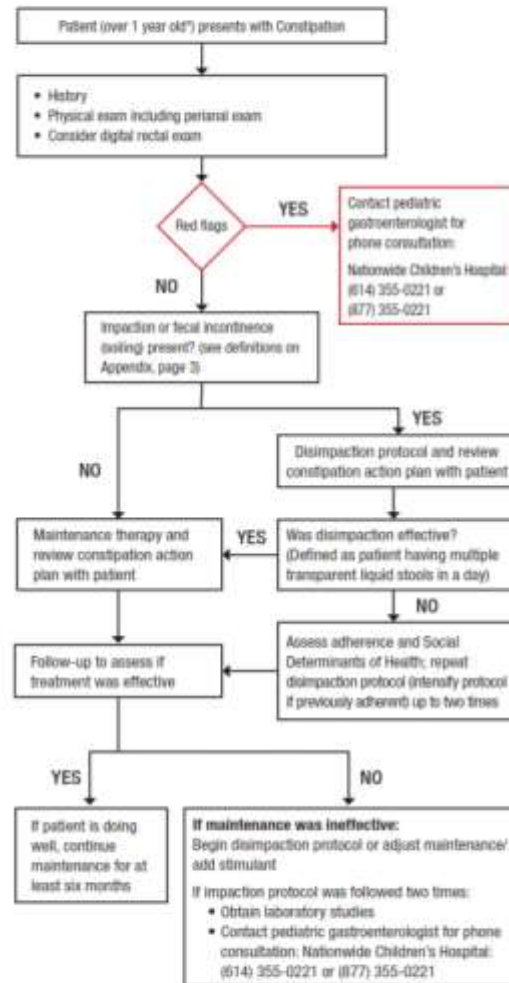 Patient (over 1 year old*) presents with Constipation
• History
• Physical exam including perianal exam
• Consider digital rectal exam
Red flags
YES
Contact pediatric
gastroenterologist for
phone consultation:
Nationwide Children's Hospital:
(614) 355-0221 or
(877) 355-0221
NO
Impaction or fecal incontinence
(soiling) present? (see definitions on
Appendix, page 3)
YES
Disimpaction protocol and review
constipation action plan with patient
NO
Maintenance therapy and
review constipation action
plan with patient
YES
Was disimpaction effective?
(Defined as patient having multiple
transparent liquid stools in a day)
NO
Follow-up to assess if
treatment was effective
Assess adherence and Social
Determinants of Health; repeat
disimpaction protocol (intensify protocol
if previously adherent) up to two times
YES
If patient is doing
well, continue
maintenance for at
least six months
NO
If maintenance was ineffective:
Begin disimpaction protocol or adjust maintenance/
add stimulant
If impaction protocol was followed two times:
• Obtain laboratory studies
• Contact pediatric gastroenterologist for phone
consultation: Nationwide Children's Hospital:
(614) 355-0221 or (877) 355-0221